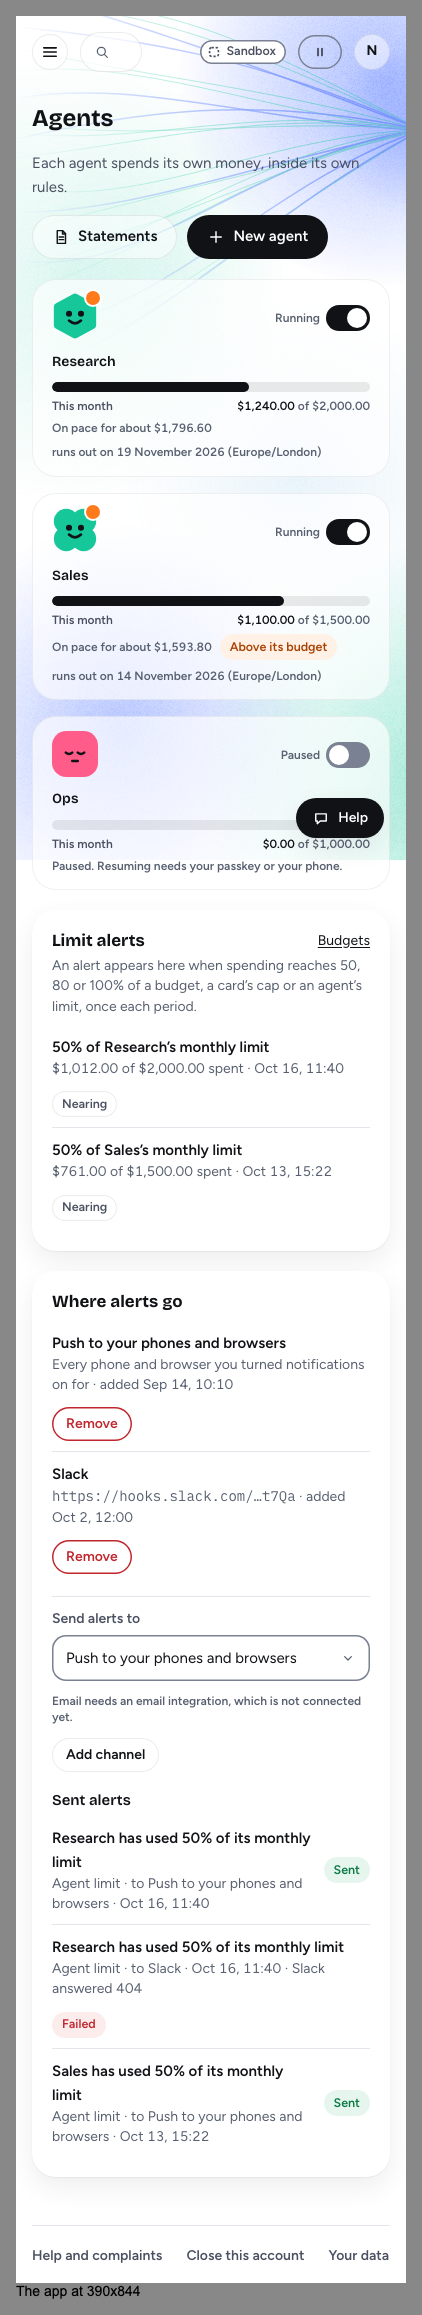 Sandbox
N
Agents
Each agent spends its own money, inside its own
rules.
Statements
New agent
Running
Research
This month
$1,240.00 of $2,000.00
On pace for about $1,796.60
runs out on 19 November 2026 (Europe/London)
Running
Sales
This month
$1,100.00 of $1,500.00
On pace for about $1,593.80
Above its budget
runs out on 14 November 2026 (Europe/London)
Paused
Ops
Help
This month
$0.00 of $1,000.00
Paused. Resuming needs your passkey or your phone.
Limit alerts
Budgets
An alert appears here when spending reaches 50,
80 or 100% of a budget, a card’s cap or an agent’s
limit, once each period.
50% of Research’s monthly limit
$1,012.00 of $2,000.00 spent · Oct 16, 11:40
Nearing
50% of Sales’s monthly limit
$761.00 of $1,500.00 spent · Oct 13, 15:22
Nearing
Where alerts go
Push to your phones and browsers
Every phone and browser you turned notifications
on for · added Sep 14, 10:10
Remove
Slack
https://hooks.slack.com/…t7Qa · added
Oct 2, 12:00
Remove
Send alerts to
Push to your phones and browsers
Email needs an email integration, which is not connected
yet.
Add channel
Sent alerts
Research has used 50% of its monthly
limit
Agent limit · to Push to your phones and
browsers · Oct 16, 11:40
Sent
Research has used 50% of its monthly limit
Agent limit · to Slack · Oct 16, 11:40 · Slack
answered 404
Failed
Sales has used 50% of its monthly
limit
Agent limit · to Push to your phones and
browsers · Oct 13, 15:22
Sent
Help and complaints
Close this account
Your data
The app at 390x844